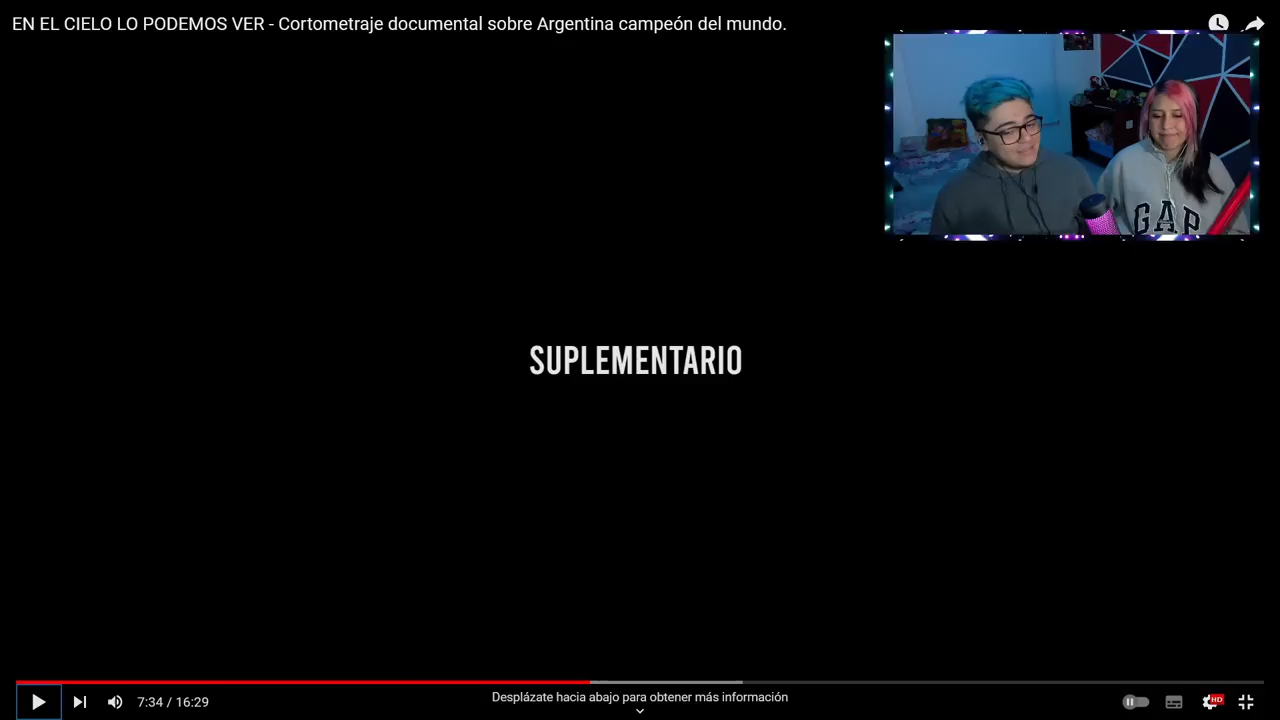 EN EL CIELO LO PODEMOS VER - Cortometraje documental sobre Argentina campeón del mundo.
GAP
SUPLEMENTARIO
7:34 / 16:29
Desplázate hacia abajo para obtener más información
HD